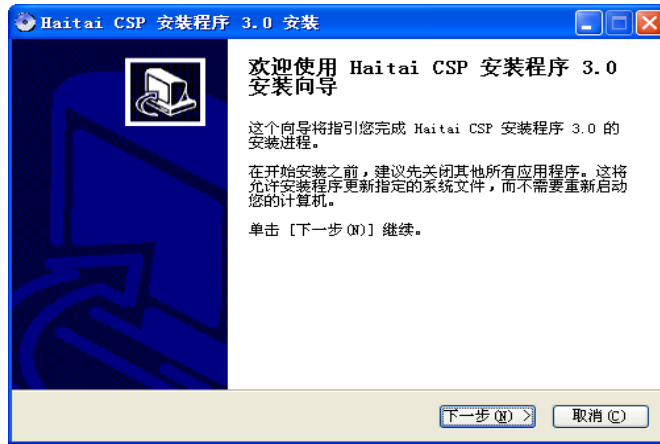 Haitai CSP 安装程序 3.0 安装
欢迎使用 Haitai CSP 安装程序 3.0
安装向导
这个向导将指引您完成 Haitai CSP 安装程序 3.0 的
安装进程。
在开始安装之前，建议先关闭其他所有应用程序。这将
允许安装程序更新指定的系统文件，而不需要重新启动
您的计算机。
单击 [下一步(N)] 继续。
下一步(N) >
取消(C)